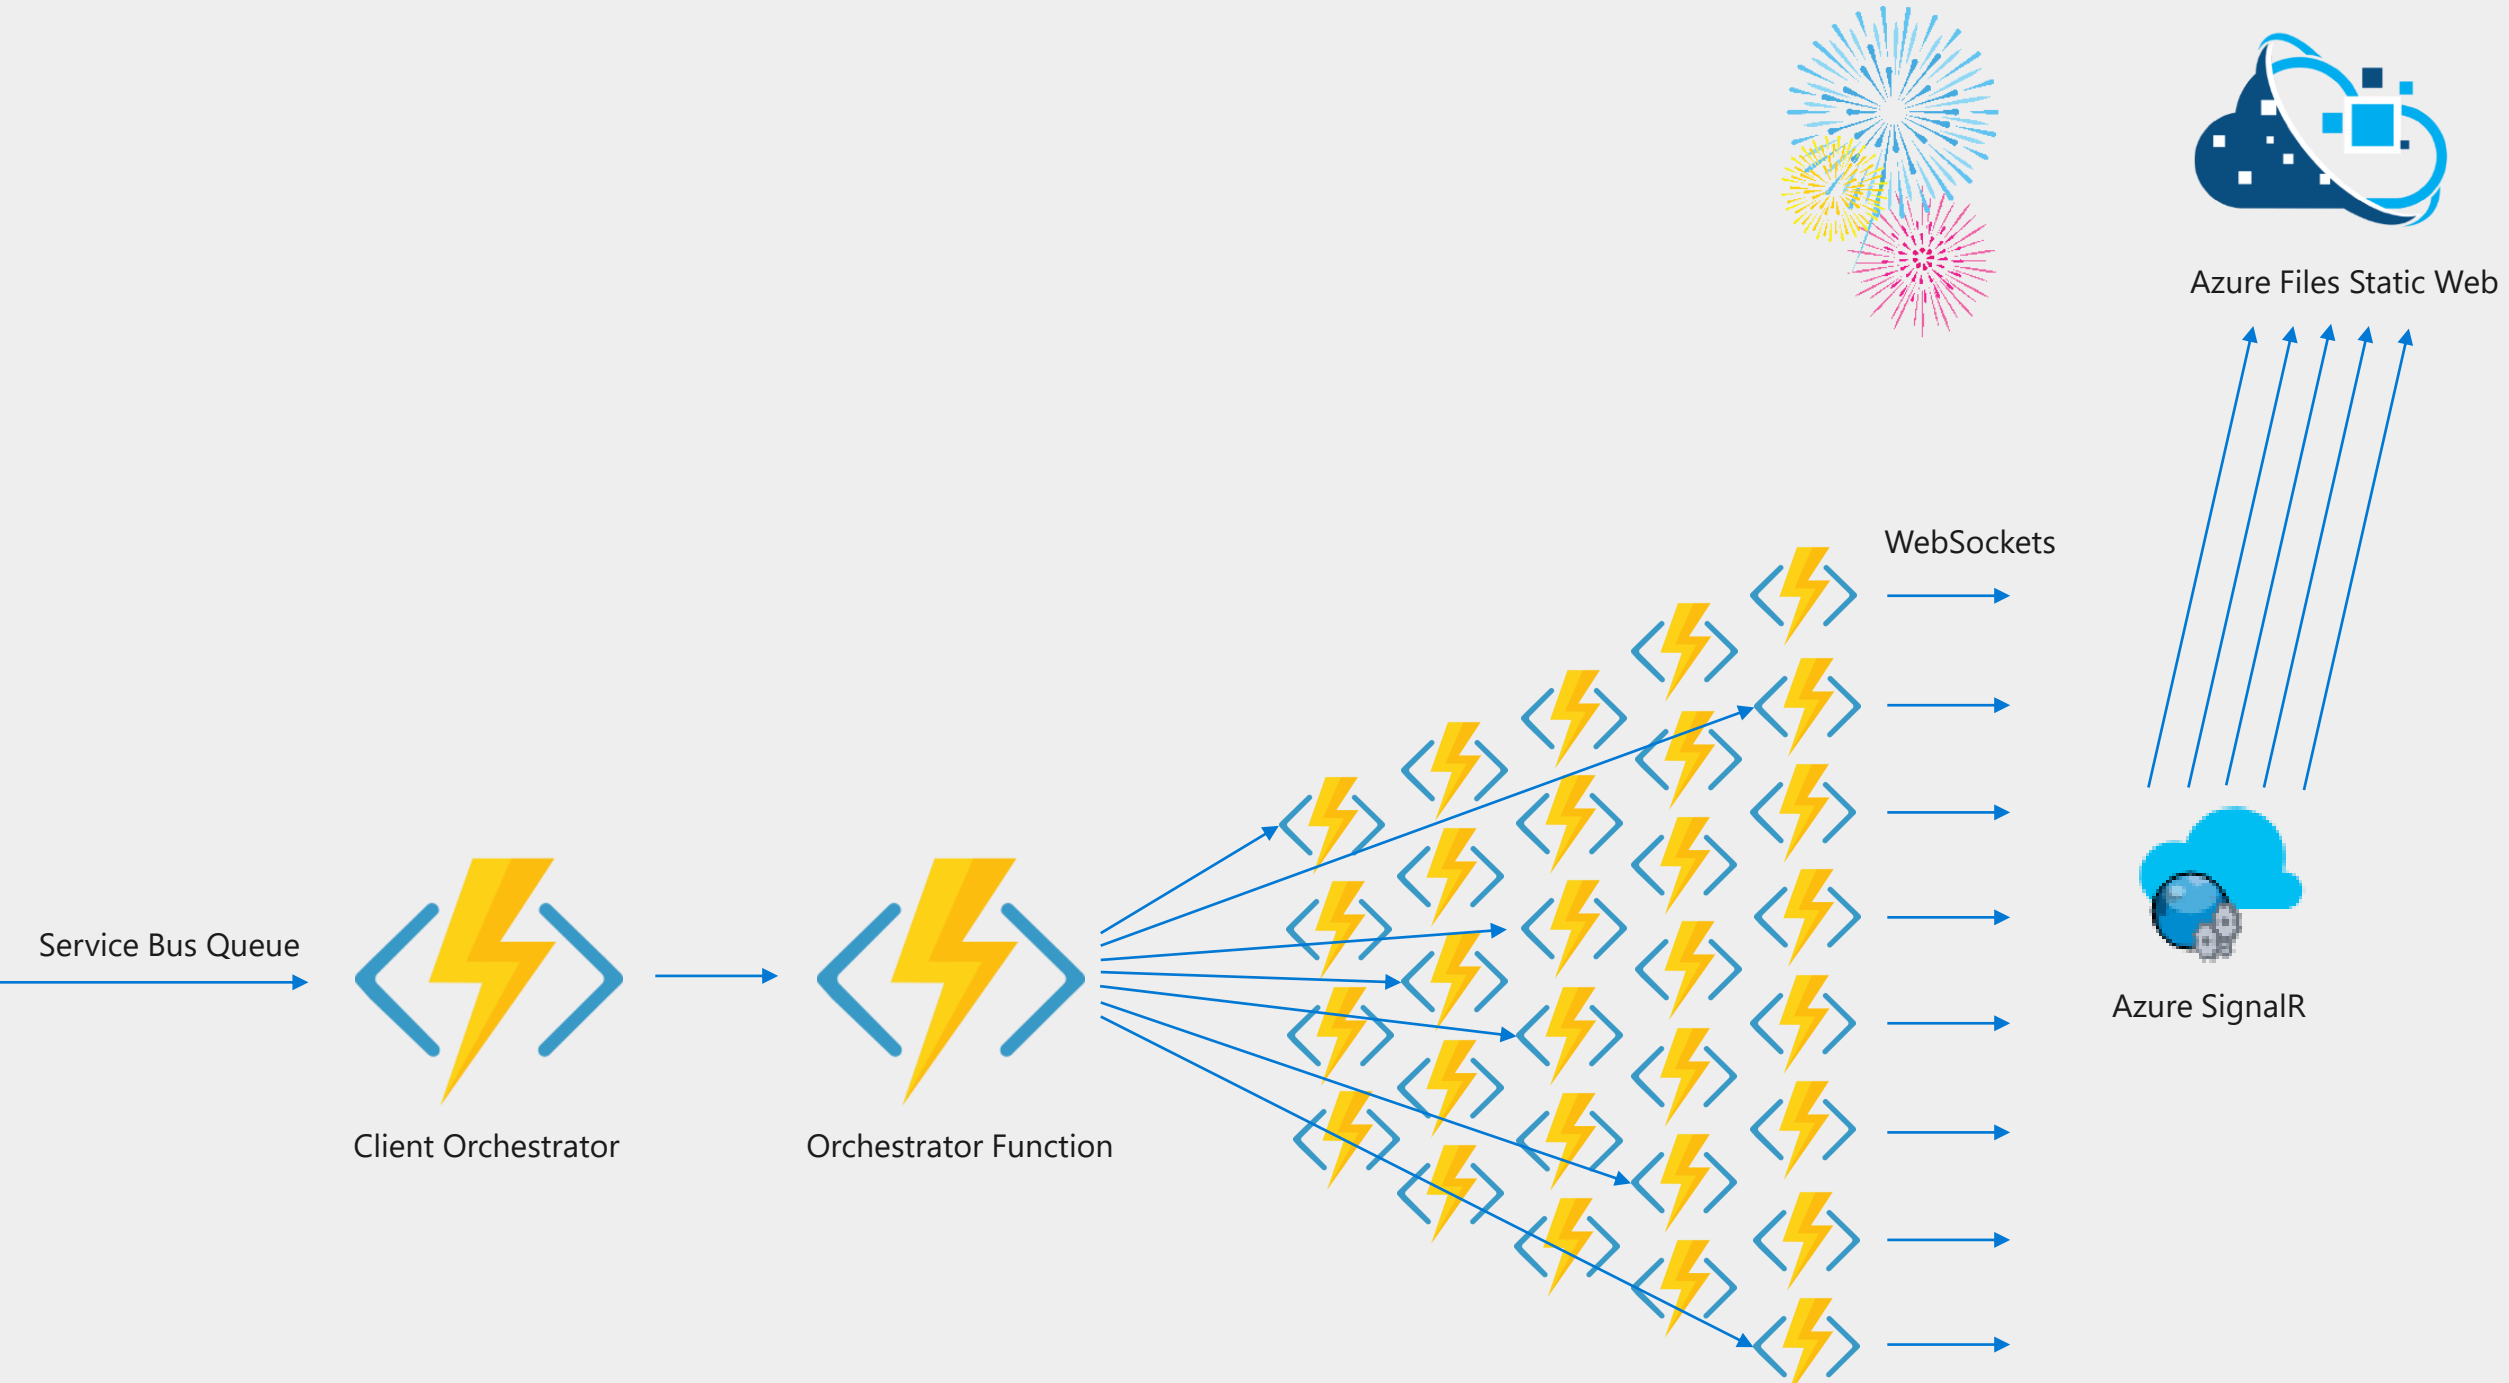 Azure Files Static Web
WebSockets
Service Bus Queue
Azure SignalR
Client Orchestrator
Orchestrator Function